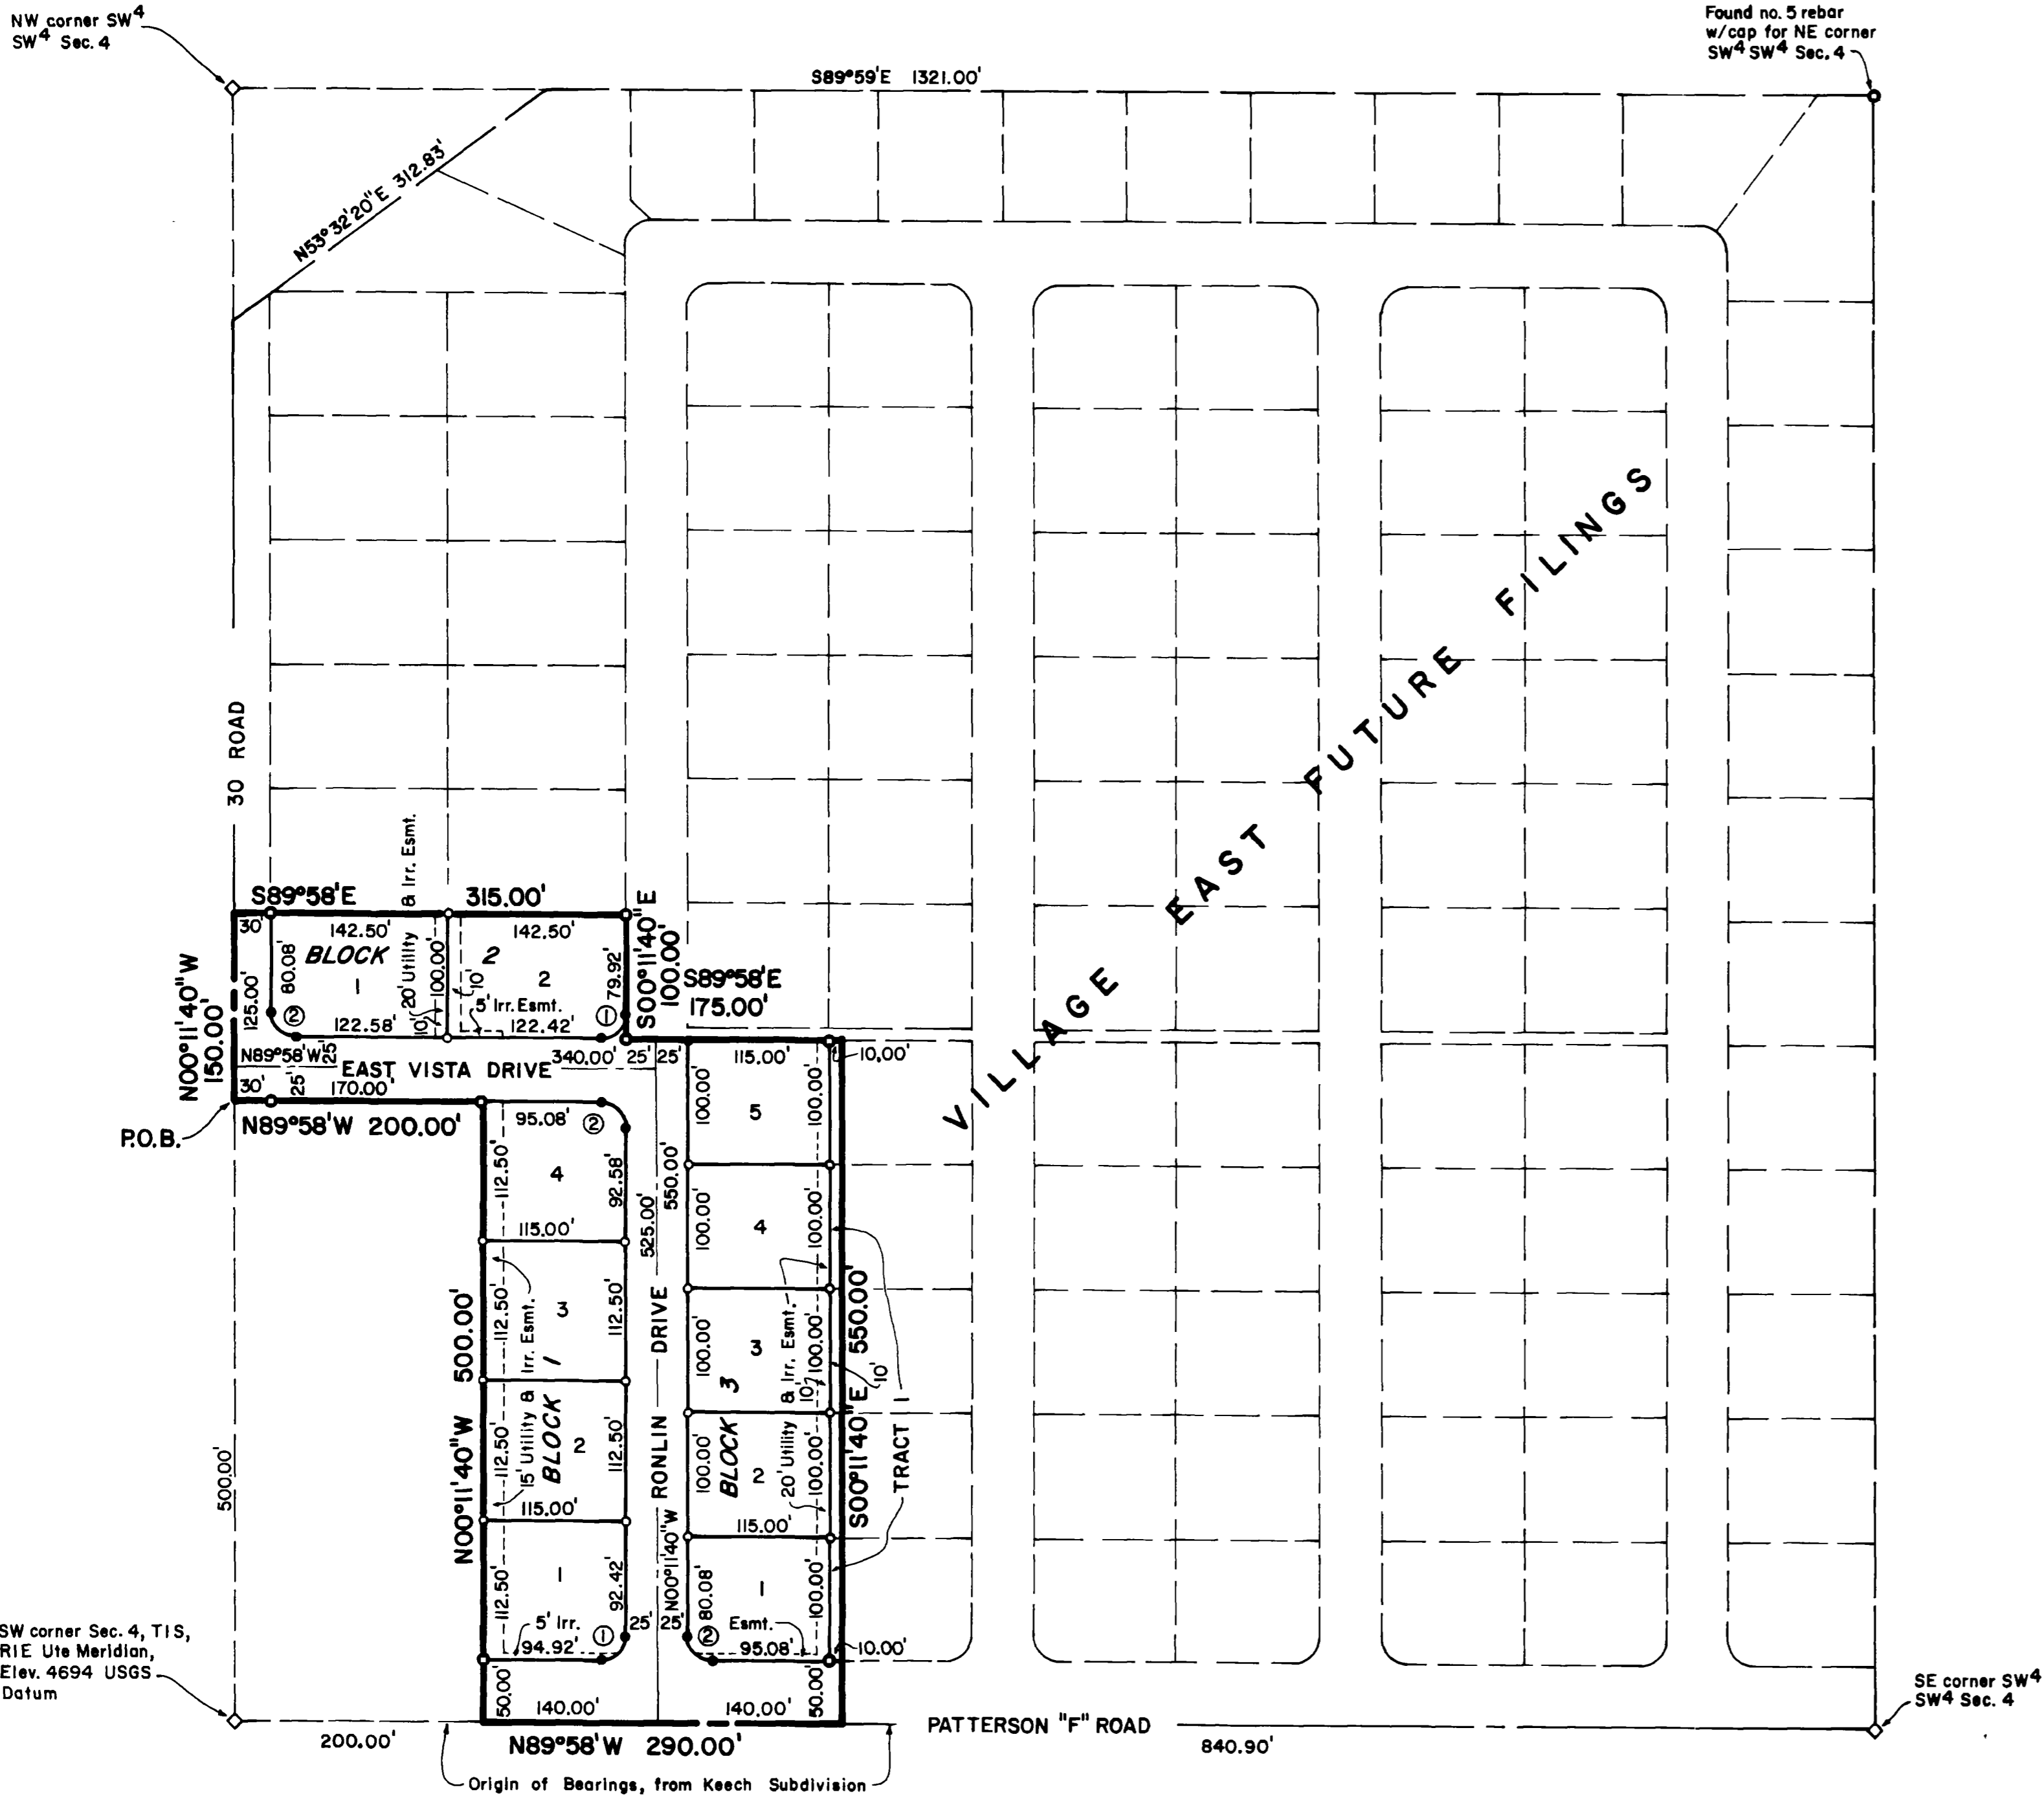 NW corner SW⁴
SW⁴ Sec. 4
Found no. 5 rebar
w/cap for NE corner
SW⁴ SW⁴ Sec. 4
S89°59'E 1321.00'
N53°32'20"E 312.83'
30 ROAD
VILLAGE EAST FUTURE FILINGS
S89°58'E 315.00'
20' Utility & Irr. Esmt.
30'
142.50'
142.50'
BLOCK 2
1
2
80.08'
100.00'
10'
10'
79.92'
125.00'
②
①
5' Irr. Esmt.
122.58'
122.42'
N00°11'40"W
150.00'
S00°11'40"E
100.00'
S89°58'E
175.00'
N89°58'W
25'
340.00'
25' 25'
115.00'
10.00'
EAST VISTA DRIVE
30'
25'
170.00'
P.O.B.
N89°58'W 200.00'
95.08'
②
112.50'
4
92.58'
115.00'
112.50'
3
112.50'
15' Utility & Irr. Esmt.
BLOCK 1
112.50'
2
112.50'
115.00'
112.50'
1
92.42'
5' Irr.
94.92'
①
N00°11'40"W 500.00'
525.00'
550.00'
RONLIN DRIVE
N00°11'40"W
25' 25'
100.00'
5
100.00'
100.00'
4
100.00'
100.00'
3
100.00'
20' Utility & Irr. Esmt.
10'
10'
BLOCK 3
100.00'
2
100.00'
115.00'
80.08'
1
100.00'
②
Esmt.
95.08'
10.00'
S00°11'40"E 550.00'
TRACT 1
500.00'
SW corner Sec. 4, T1S,
R1E Ute Meridian,
Elev. 4694 USGS
Datum
50.00'
140.00'
140.00'
50.00'
200.00'
N89°58'W 290.00'
PATTERSON "F" ROAD
840.90'
SE corner SW⁴
SW⁴ Sec. 4
Origin of Bearings, from Keech Subdivision